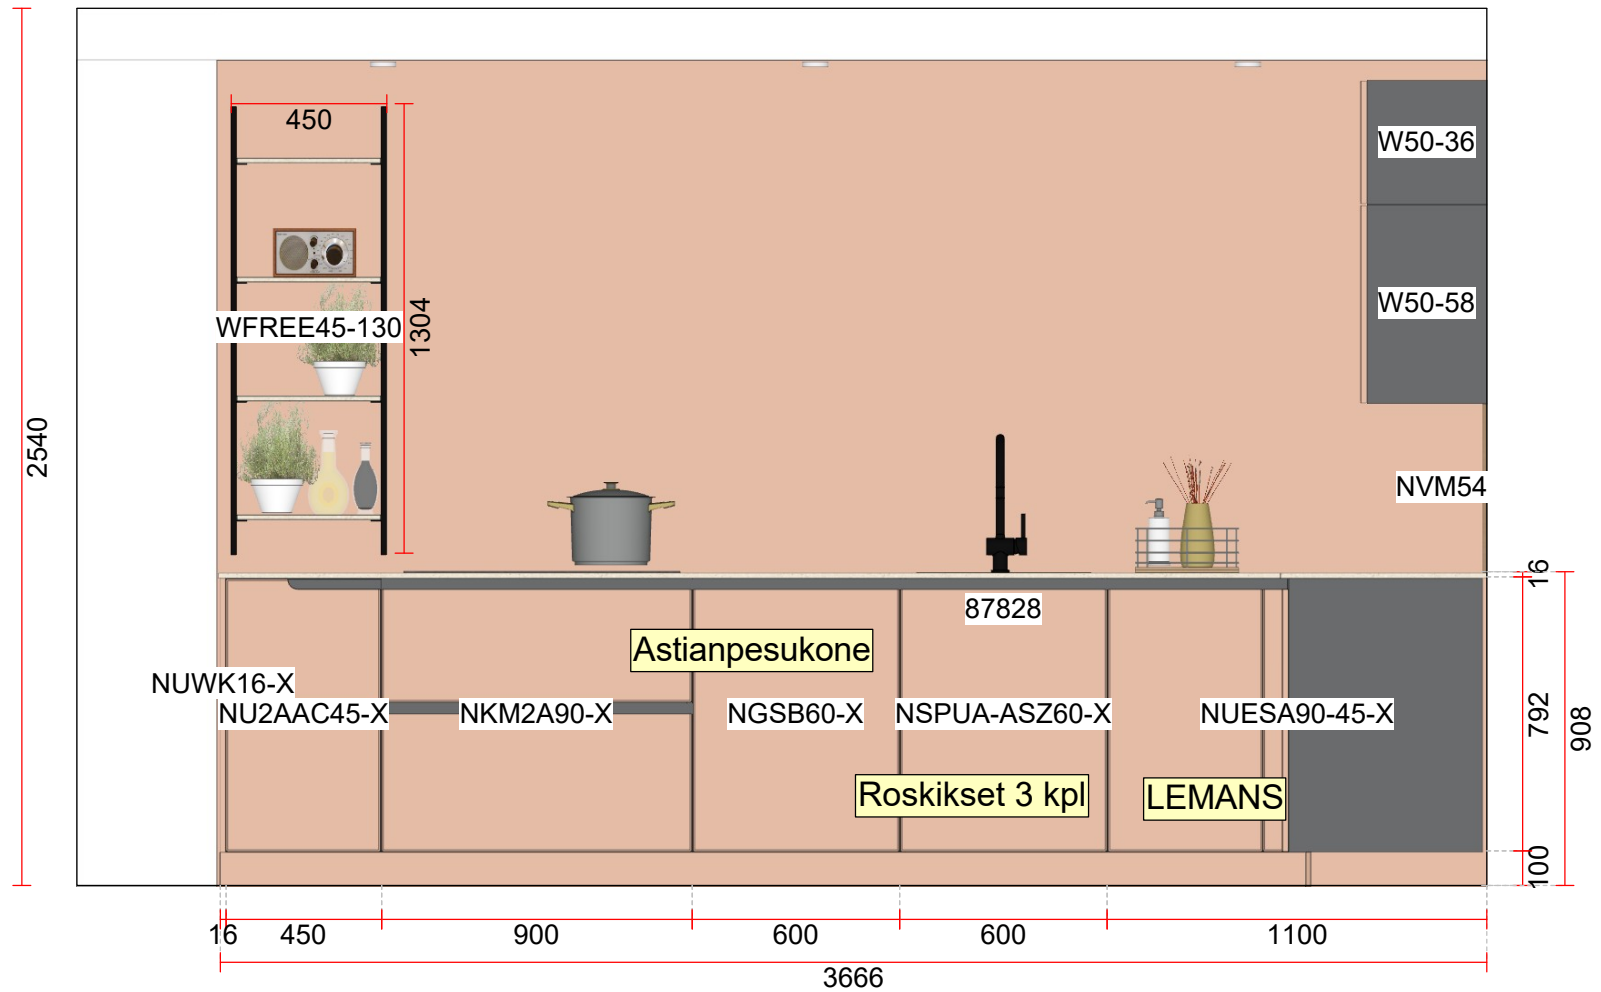 450
W50-36
W50-58
WFREE45-130
1304
2540
NVM54
16
87828
Astianpesukone
NUWK16-X
NU2AAC45-X
NKM2A90-X
NGSB60-X
NSPUA-ASZ60-X
NUESA90-45-X
792
908
Roskikset 3 kpl
LEMANS
100
16
450
900
600
600
1100
3666